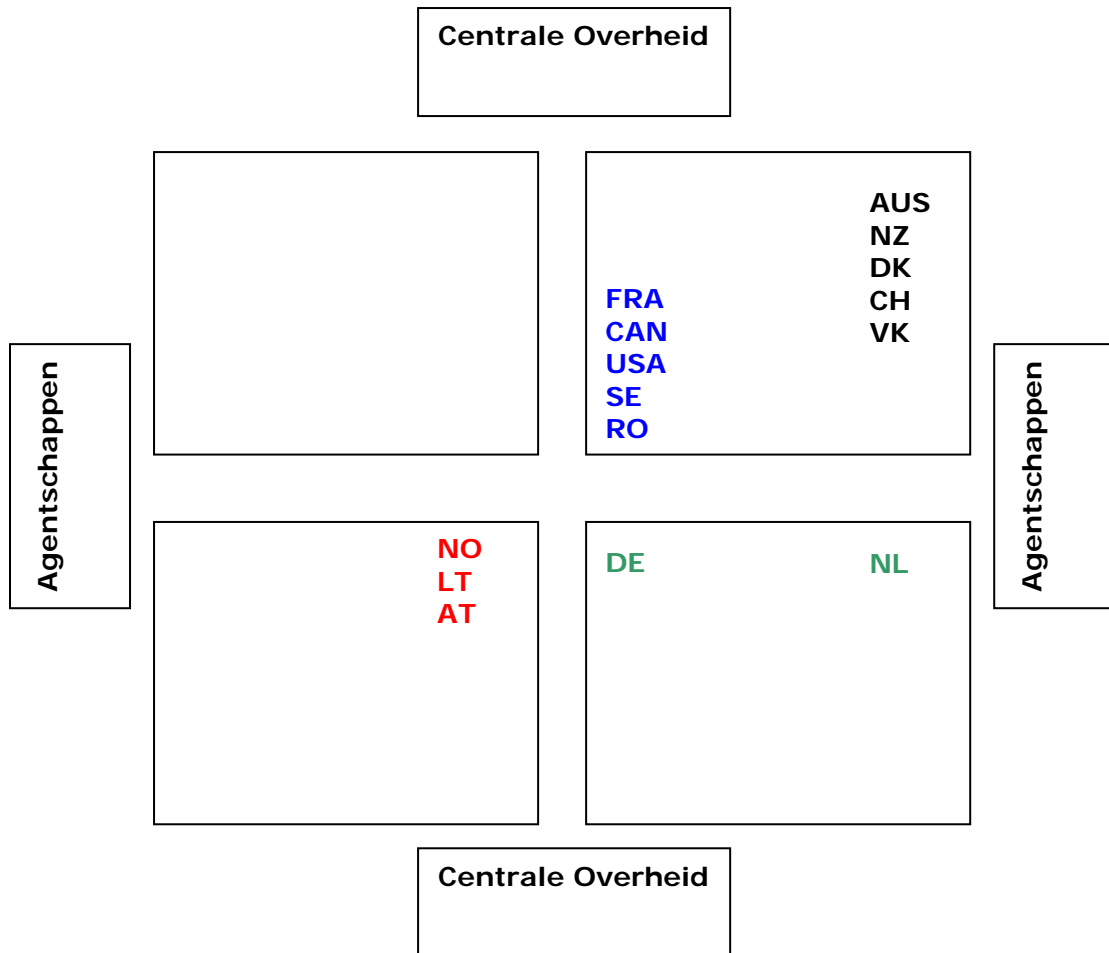 Centrale Overheid
AUS
NZ
DK
CH
VK
FRA
CAN
USA
SE
RO
Agentschappen
Agentschappen
NO
LT
AT
DE
NL
Centrale Overheid